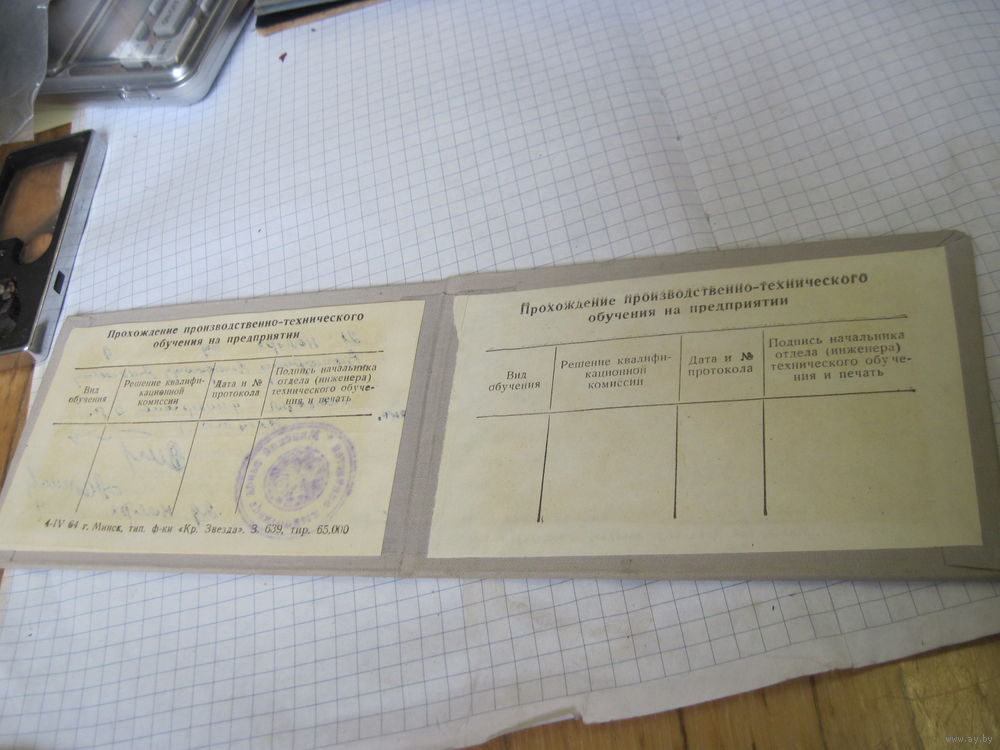 Прохождение производственно-технического
обучения на предприятии
Вид
обучения
Решение квалифи-
кационной
комиссии
Дата и №
протокола
Подпись начальника
отдела (инженера)
технического обуче-
ния и печать
4-IV 64 г. Минск, тип. ф-ки «Кр. Звезда». З. 639, тир. 65.000
Прохождение производственно-технического
обучения на предприятии
Вид
обучения
Решение квалифи-
кационной
комиссии
Дата и №
протокола
Подпись начальника
отдела (инженера)
технического обуче-
ния и печать
www.ay.by